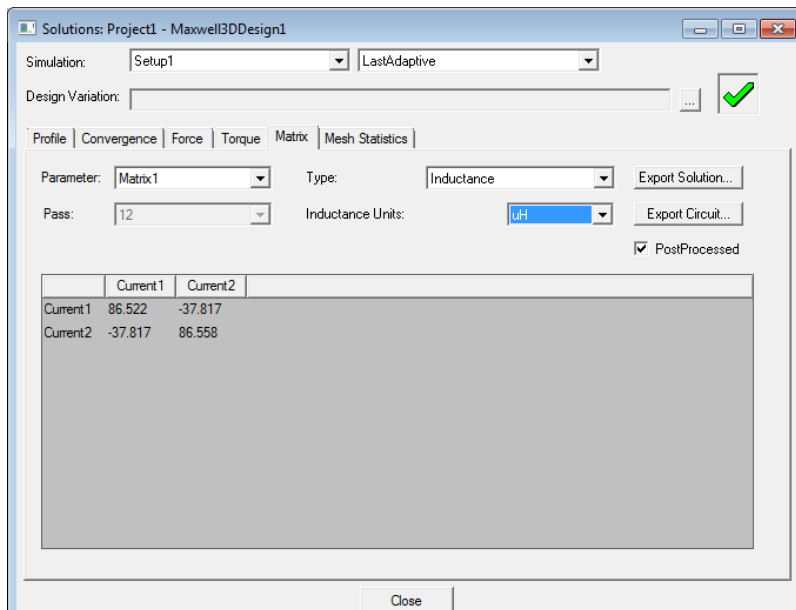 Solutions: Project1 - Maxwell3DDesign1
Simulation: Setup1 LastAdaptive
Design Variation: ...
Profile Convergence Force Torque Matrix Mesh Statistics
Parameter: Matrix1 Type: Inductance Export Solution...
Pass: 12 Inductance Units: uH Export Circuit...
PostProcessed
Current1 Current2
Current1 86.522 -37.817
Current2 -37.817 86.558
Close